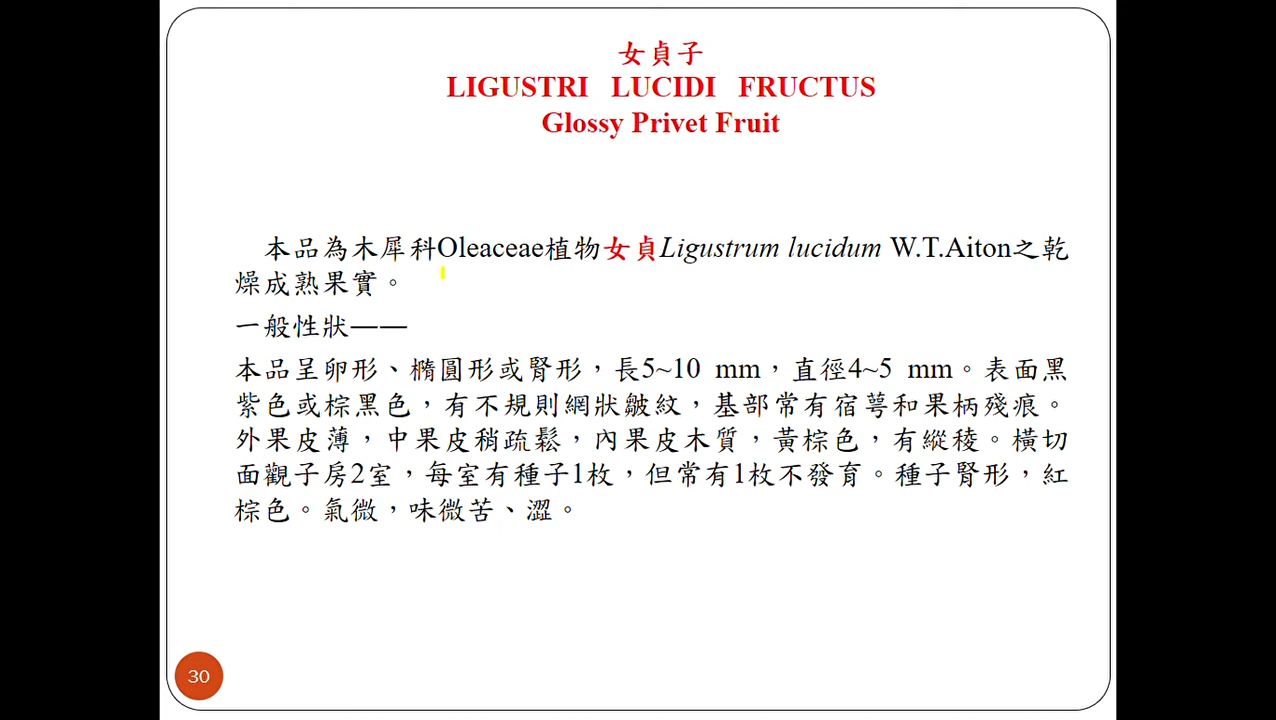 女貞子
LIGUSTRI LUCIDI FRUCTUS
Glossy Privet Fruit
本品為木犀科Oleaceae植物女貞Ligustrum lucidum W.T.Aiton之乾
燥成熟果實。
一般性狀——
本品呈卵形、橢圓形或腎形，長5~10 mm，直徑4~5 mm。表面黑
紫色或棕黑色，有不規則網狀皺紋，基部常有宿萼和果柄殘痕。
外果皮薄，中果皮稍疏鬆，內果皮木質，黃棕色，有縱稜。橫切
面觀子房2室，每室有種子1枚，但常有1枚不發育。種子腎形，紅
棕色。氣微，味微苦、澀。
30